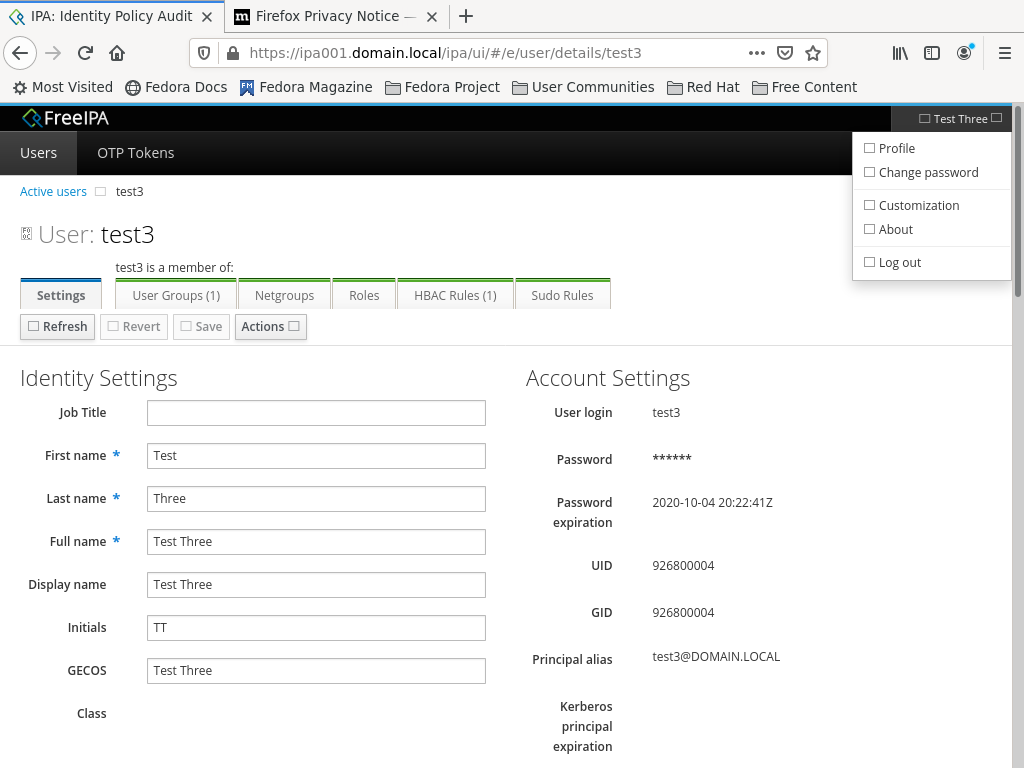 IPA: Identity Policy Audit
Firefox Privacy Notice —
https://ipa001.domain.local/ipa/ui/#/e/user/details/test3
Most Visited Fedora Docs Fedora Magazine Fedora Project User Communities Red Hat Free Content
FreeIPA
Test Three
Users OTP Tokens
Profile
Change password
Customization
About
Log out
Active users test3
User: test3
test3 is a member of:
Settings User Groups (1) Netgroups Roles HBAC Rules (1) Sudo Rules
Refresh Revert Save Actions
Identity Settings
Job Title
First name * Test
Last name * Three
Full name * Test Three
Display name Test Three
Initials TT
GECOS Test Three
Class
Account Settings
User login test3
Password ******
Password
expiration
2020-10-04 20:22:41Z
UID 926800004
GID 926800004
Principal alias test3@DOMAIN.LOCAL
Kerberos
principal
expiration